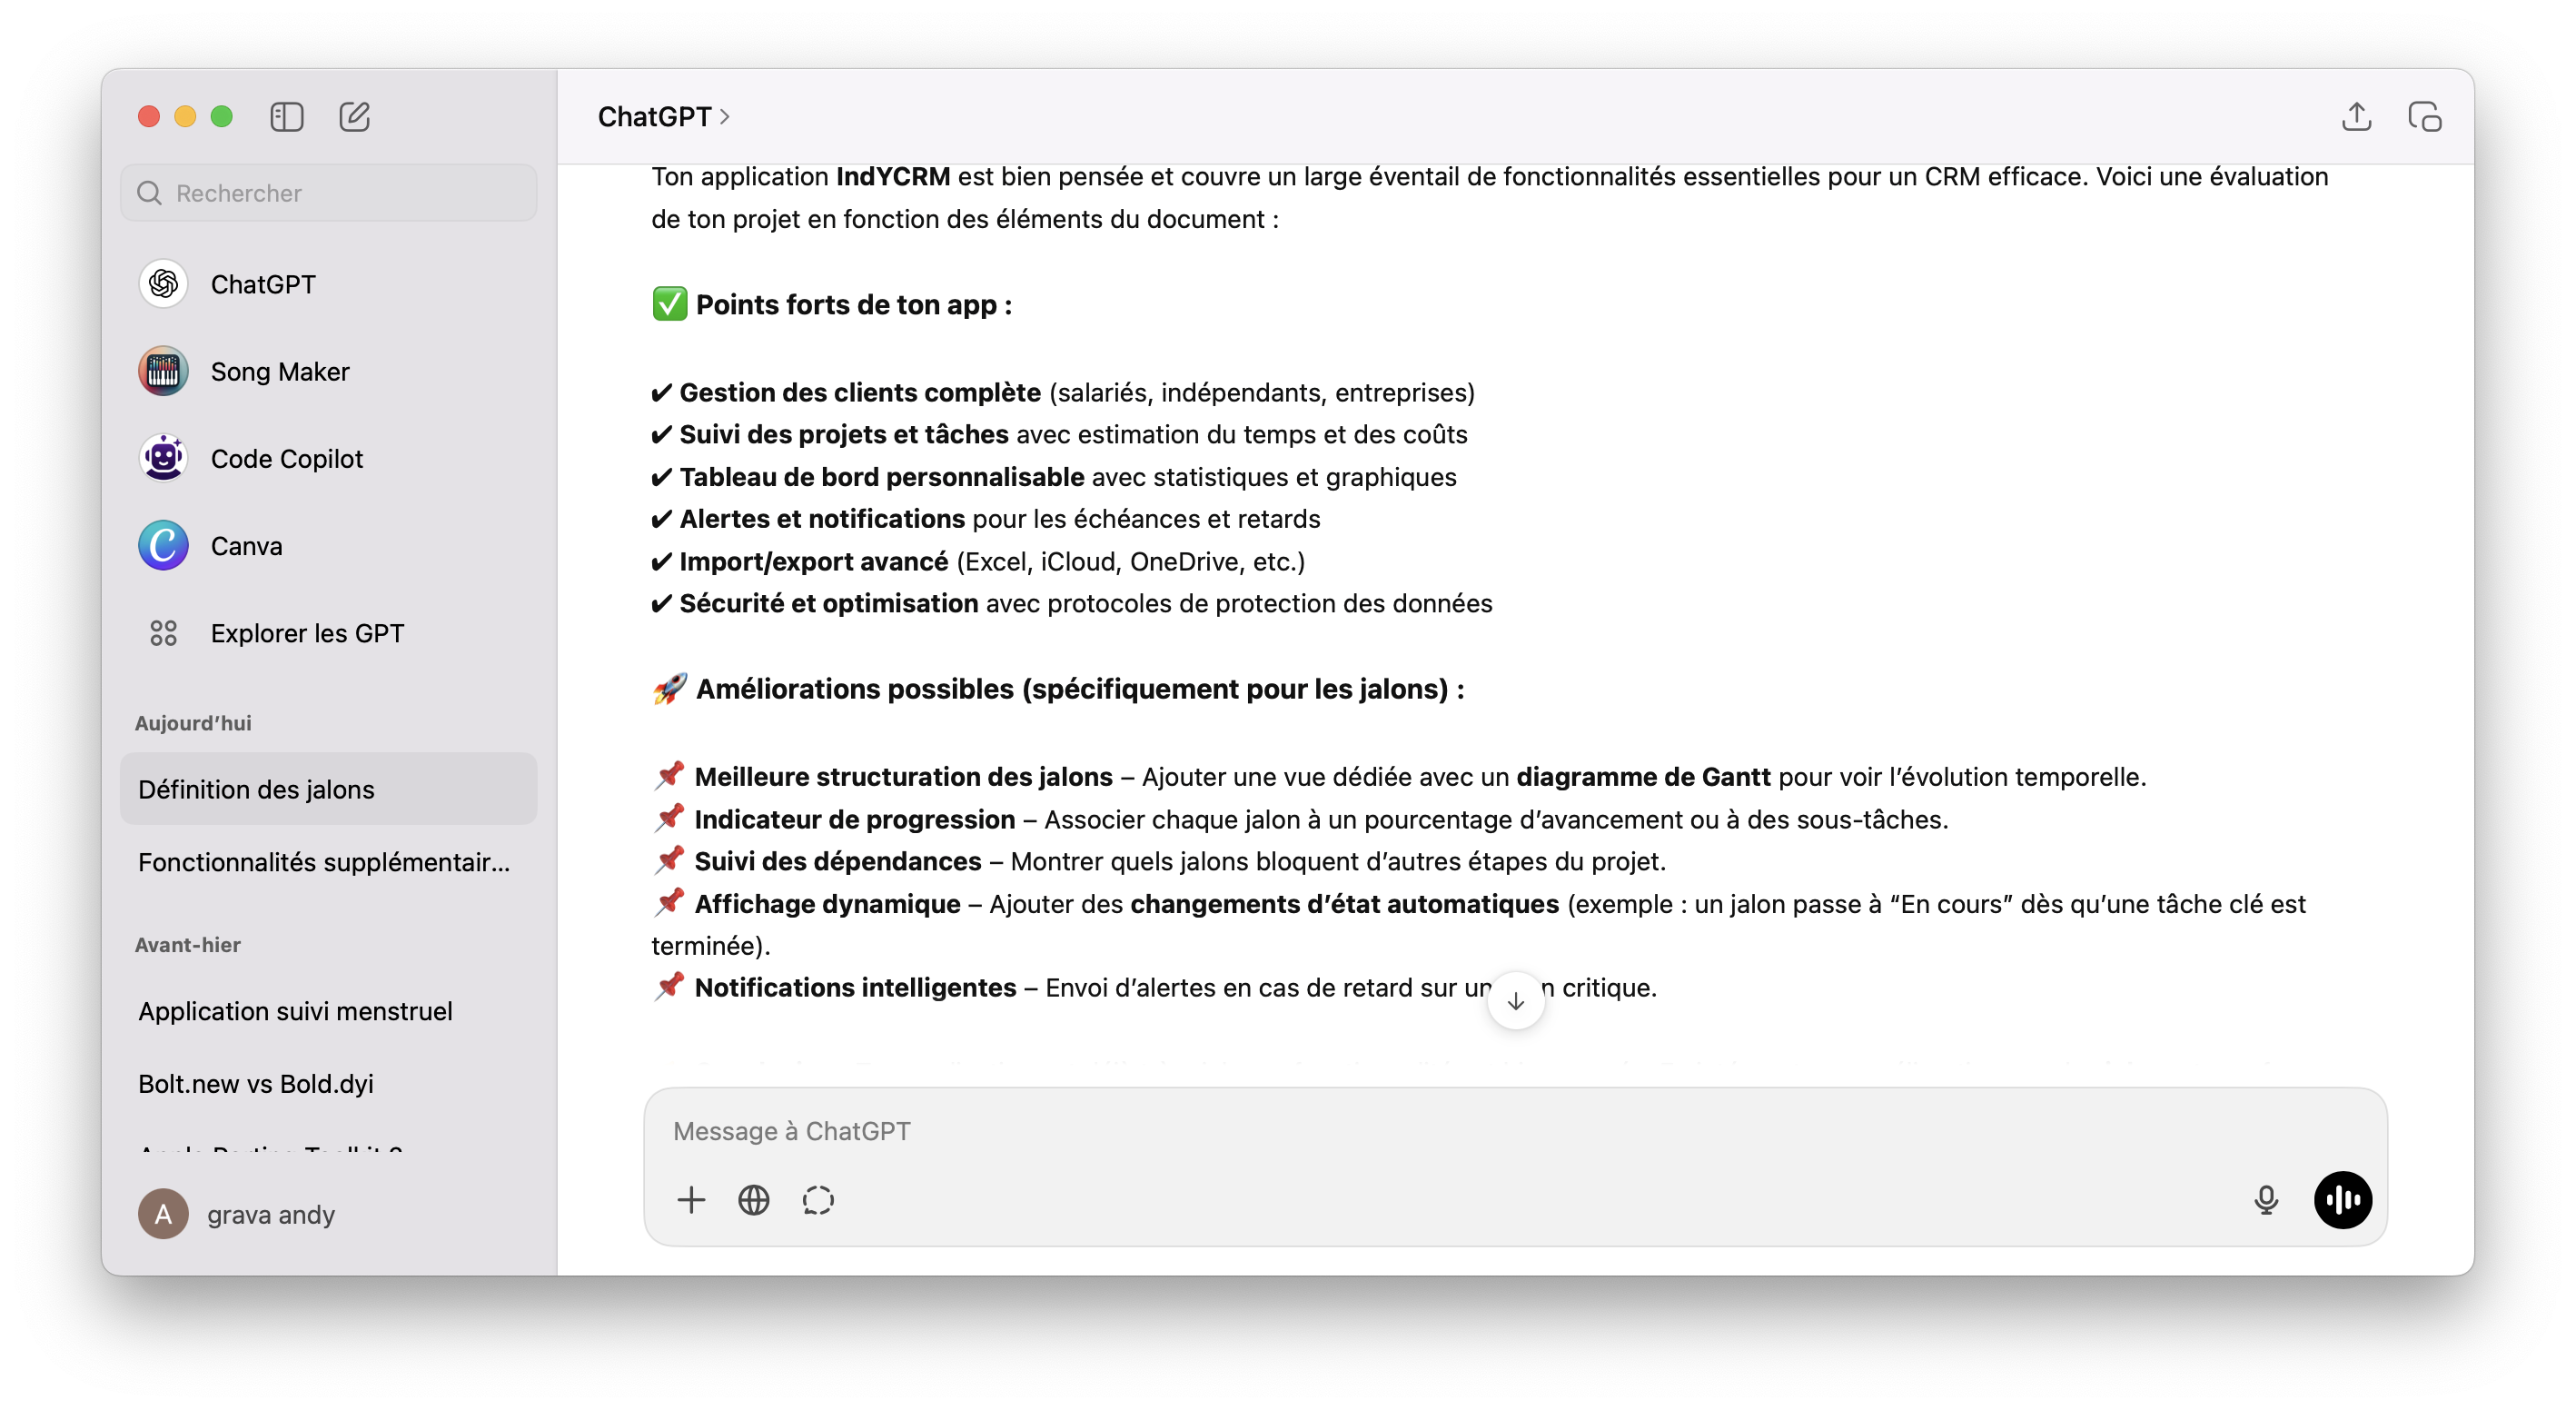 ChatGPT
Rechercher
ChatGPT
Song Maker
Code Copilot
Canva
Explorer les GPT
Aujourd’hui
Définition des jalons
Fonctionnalités supplémentair...
Avant-hier
Application suivi menstruel
Bolt.new vs Bold.dyi
A grava andy
Ton application IndYCRM est bien pensée et couvre un large éventail de fonctionnalités essentielles pour un CRM efficace. Voici une évaluation
de ton projet en fonction des éléments du document :
✅ Points forts de ton app :
✔ Gestion des clients complète (salariés, indépendants, entreprises)
✔ Suivi des projets et tâches avec estimation du temps et des coûts
✔ Tableau de bord personnalisable avec statistiques et graphiques
✔ Alertes et notifications pour les échéances et retards
✔ Import/export avancé (Excel, iCloud, OneDrive, etc.)
✔ Sécurité et optimisation avec protocoles de protection des données
🚀 Améliorations possibles (spécifiquement pour les jalons) :
📌 Meilleure structuration des jalons – Ajouter une vue dédiée avec un diagramme de Gantt pour voir l’évolution temporelle.
📌 Indicateur de progression – Associer chaque jalon à un pourcentage d’avancement ou à des sous-tâches.
📌 Suivi des dépendances – Montrer quels jalons bloquent d’autres étapes du projet.
📌 Affichage dynamique – Ajouter des changements d’état automatiques (exemple : un jalon passe à “En cours” dès qu’une tâche clé est
terminée).
📌 Notifications intelligentes – Envoi d’alertes en cas de retard sur un critique.
Message à ChatGPT